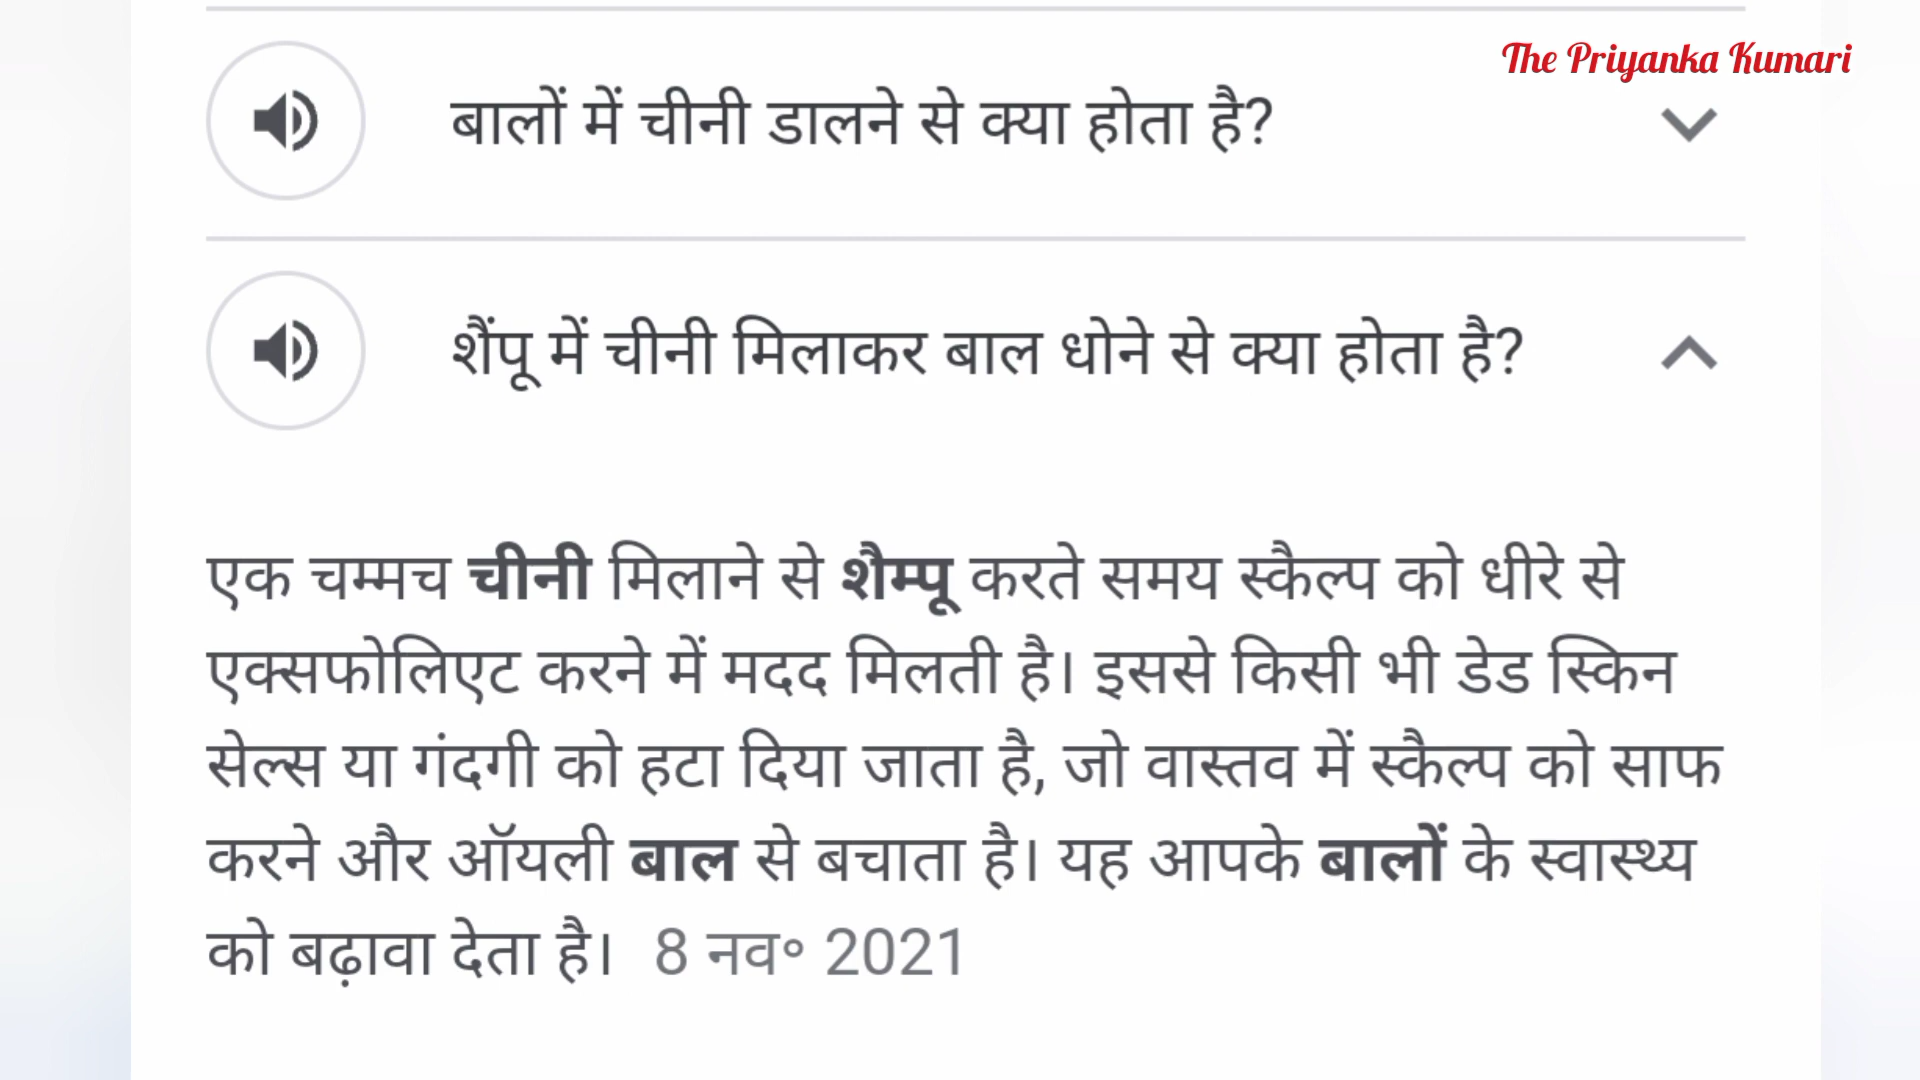 The Priyanka Kumari
बालों में चीनी डालने से क्या होता है?
शैंपू में चीनी मिलाकर बाल धोने से क्या होता है?
एक चम्मच चीनी मिलाने से शैम्पू करते समय स्कैल्प को धीरे से
एक्सफोलिएट करने में मदद मिलती है। इससे किसी भी डेड स्किन
सेल्स या गंदगी को हटा दिया जाता है, जो वास्तव में स्कैल्प को साफ
करने और ऑयली बाल से बचाता है। यह आपके बालों के स्वास्थ्य
को बढ़ावा देता है। 8 नव॰ 2021